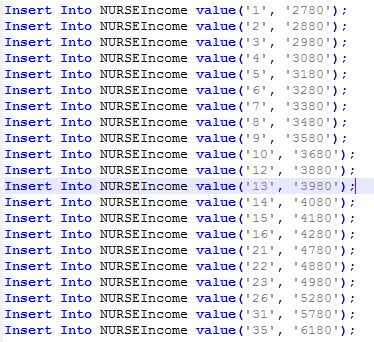 Insert Into NURSEIncome value('1', '2780');
Insert Into NURSEIncome value('2', '2880');
Insert Into NURSEIncome value('3', '2980');
Insert Into NURSEIncome value('4', '3080');
Insert Into NURSEIncome value('5', '3180');
Insert Into NURSEIncome value('6', '3280');
Insert Into NURSEIncome value('7', '3380');
Insert Into NURSEIncome value('8', '3480');
Insert Into NURSEIncome value('9', '3580');
Insert Into NURSEIncome value('10', '3680');
Insert Into NURSEIncome value('12', '3880');
Insert Into NURSEIncome value('13', '3980');
Insert Into NURSEIncome value('14', '4080');
Insert Into NURSEIncome value('15', '4180');
Insert Into NURSEIncome value('16', '4280');
Insert Into NURSEIncome value('21', '4780');
Insert Into NURSEIncome value('22', '4880');
Insert Into NURSEIncome value('23', '4980');
Insert Into NURSEIncome value('26', '5280');
Insert Into NURSEIncome value('31', '5780');
Insert Into NURSEIncome value('35', '6180');